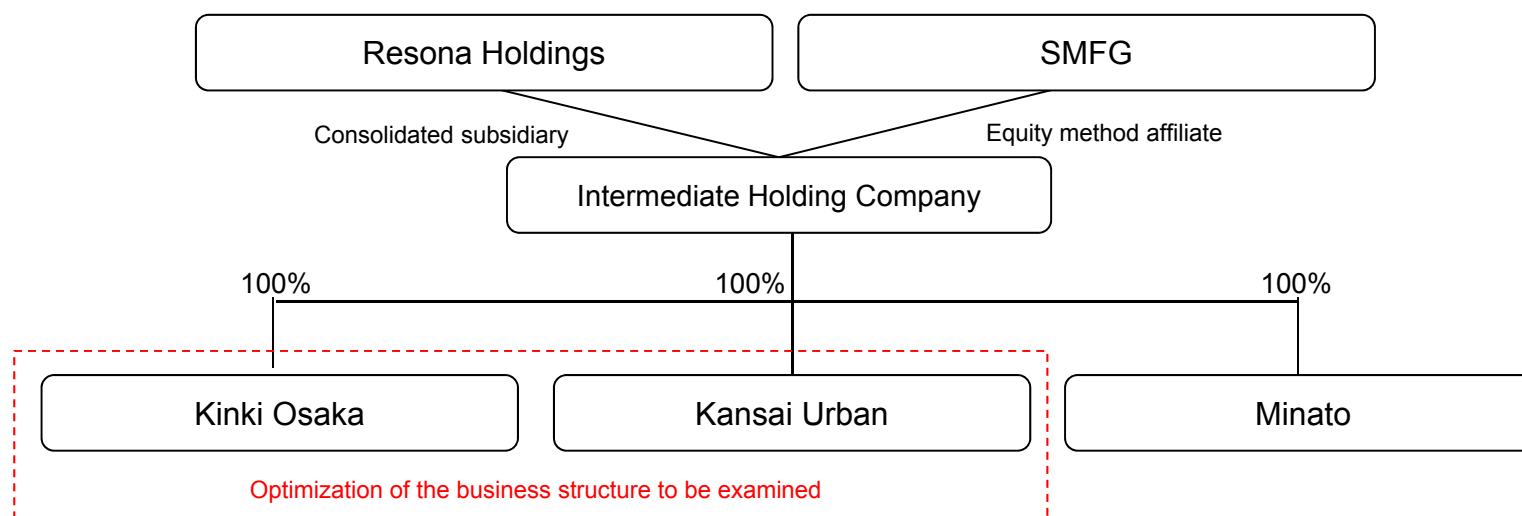 Resona Holdings
SMFG
Consolidated subsidiary
Equity method affiliate
Intermediate Holding Company
100%
100%
100%
Kinki Osaka
Kansai Urban
Minato
Optimization of the business structure to be examined